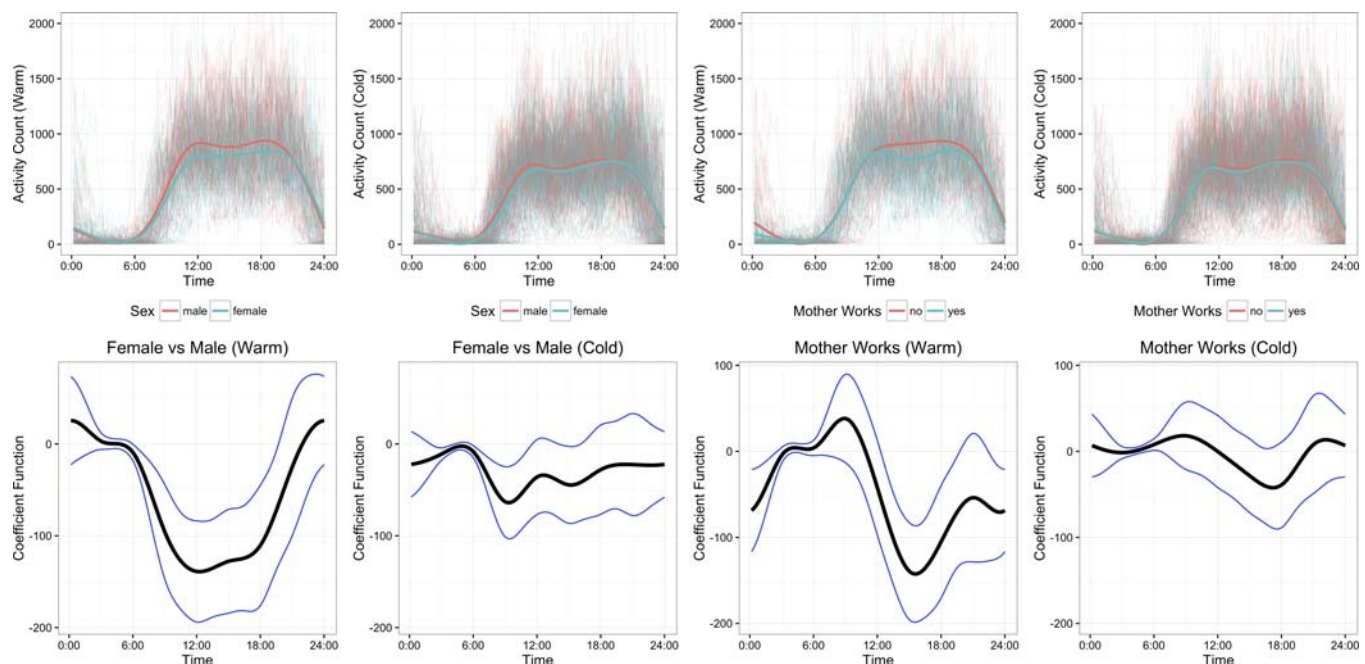 Activity Count (Warm)
2000
1500
1000
500
0
0:00 6:00 12:00 18:00 24:00
Time
Sex male female
Activity Count (Cold)
2000
1500
1000
500
0
0:00 6:00 12:00 18:00 24:00
Time
Sex male female
Activity Count (Warm)
2000
1500
1000
500
0
0:00 6:00 12:00 18:00 24:00
Time
Mother Works no yes
Activity Count (Cold)
2000
1500
1000
500
0
0:00 6:00 12:00 18:00 24:00
Time
Mother Works no yes
Female vs Male (Warm)
Coefficient Function
0
-100
-200
0:00 6:00 12:00 18:00 24:00
Time
Female vs Male (Cold)
Coefficient Function
0
-100
-200
0:00 6:00 12:00 18:00 24:00
Time
Mother Works (Warm)
Coefficient Function
100
0
-100
-200
0:00 6:00 12:00 18:00 24:00
Time
Mother Works (Cold)
Coefficient Function
100
0
-100
-200
0:00 6:00 12:00 18:00 24:00
Time